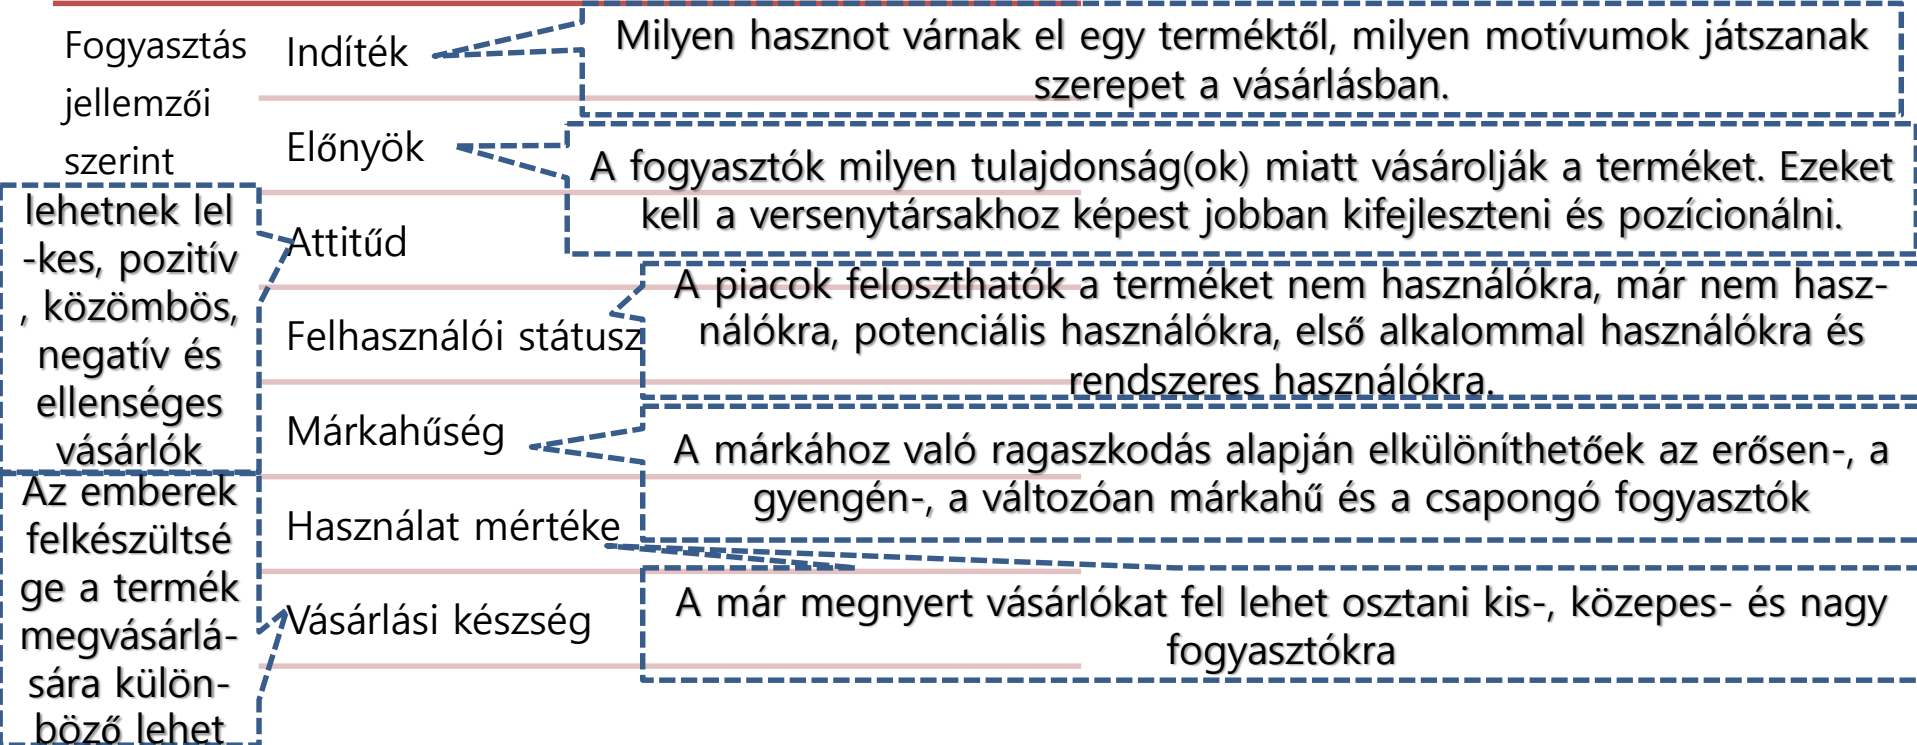 Fogyasztás
jellemzői
szerint
Indíték
Milyen hasznot várnak el egy terméktől, milyen motívumok játszanak
szerepet a vásárlásban.
Előnyök
A fogyasztók milyen tulajdonság(ok) miatt vásárolják a terméket. Ezeket
kell a versenytársakhoz képest jobban kifejleszteni és pozícionálni.
Attitűd
lehetnek lel
-kes, pozitív
, közömbös,
negatív és
ellenséges
vásárlók
Felhasználói státusz
A piacok feloszthatók a terméket nem használókra, már nem hasz-
nálókra, potenciális használókra, első alkalommal használókra és
rendszeres használókra.
Márkahűség
A márkához való ragaszkodás alapján elkülöníthetőek az erősen-, a
gyengén-, a változóan márkahű és a csapongó fogyasztók
Használat mértéke
A már megnyert vásárlókat fel lehet osztani kis-, közepes- és nagy
fogyasztókra
Vásárlási készség
Az emberek
felkészültsé
ge a termék
megvásárlá-
sára külön-
böző lehet